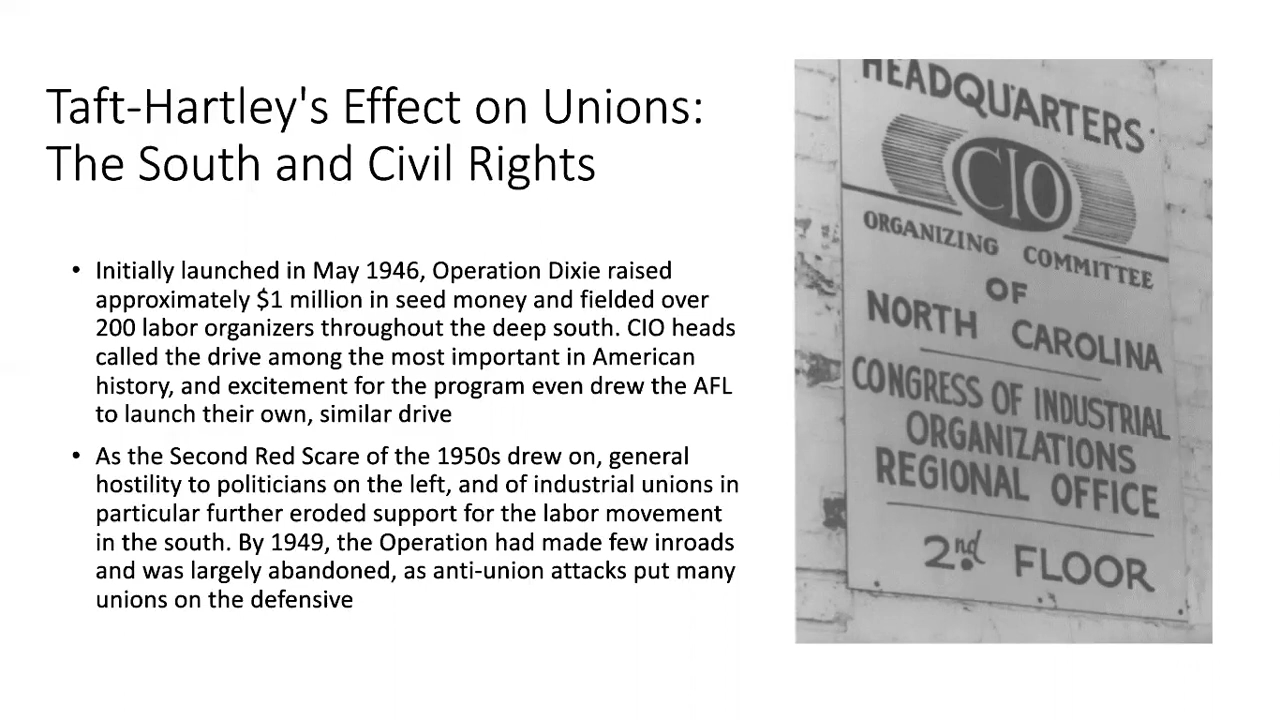 Taft-Hartley's Effect on Unions:
The South and Civil Rights
• Initially launched in May 1946, Operation Dixie raised
approximately $1 million in seed money and fielded over
200 labor organizers throughout the deep south. CIO heads
called the drive among the most important in American
history, and excitement for the program even drew the AFL
to launch their own, similar drive
• As the Second Red Scare of the 1950s drew on, general
hostility to politicians on the left, and of industrial unions in
particular further eroded support for the labor movement
in the south. By 1949, the Operation had made few inroads
and was largely abandoned, as anti-union attacks put many
unions on the defensive
HEADQUARTERS
CIO
ORGANIZING COMMITTEE
OF
NORTH CAROLINA
CONGRESS OF INDUSTRIAL
ORGANIZATIONS
REGIONAL OFFICE
2nd FLOOR